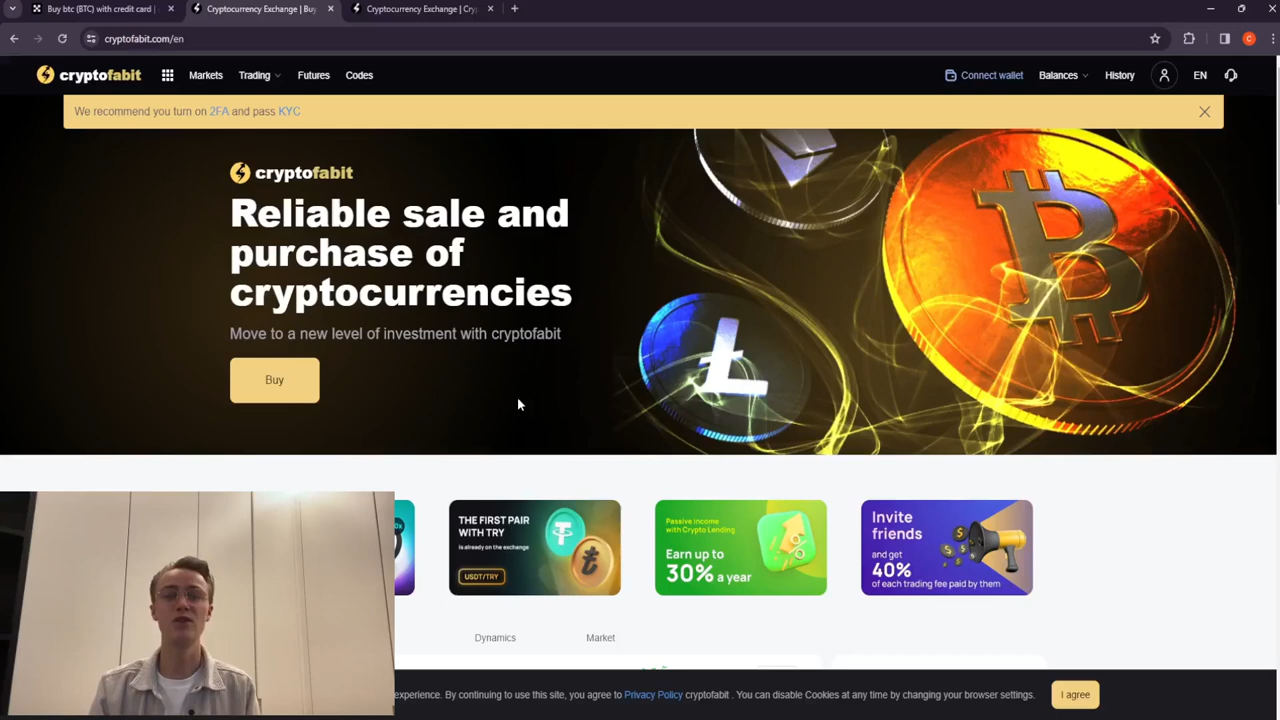 Buy btc (BTC) with credit card |
Cryptocurrency Exchange | Buy
Cryptocurrency Exchange | Cry
cryptofabit.com/en
C
cryptofabit
Markets
Trading
Futures
Codes
Connect wallet
Balances
History
EN
We recommend you turn on 2FA and pass KYC
cryptofabit
Reliable sale and
purchase of
cryptocurrencies
Move to a new level of investment with cryptofabit
Buy
0x
THE FIRST PAIR
WITH TRY
is already on the exchange
USDT/TRY
Passive income
with Crypto Lending
Earn up to
30% a year
Invite
friends
and get
40%
of each trading fee paid by them
Dynamics
Market
experience. By continuing to use this site, you agree to Privacy Policy cryptofabit . You can disable Cookies at any time by changing your browser settings.
I agree